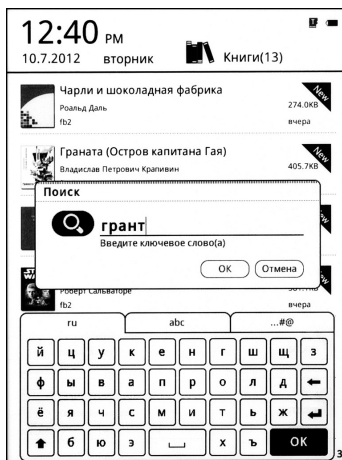 12:40 PM
10.7.2012 вторник
Книги(13)
Чарли и шоколадная фабрика
New
Роальд Даль
274.0KB
fb2
вчера
Граната (Остров капитана Гая)
New
Владислав Петрович Крапивин
405.7KB
Поиск
грант
Введите ключевое слово(а)
OK
Отмена
Роберт Сальваторе
fb2
вчера
ru
abc
...#@
й ц у к е н г ш щ з
ф ы в а п р о л д
ё я ч с м и т ь ж
б ю э х ъ OK
3